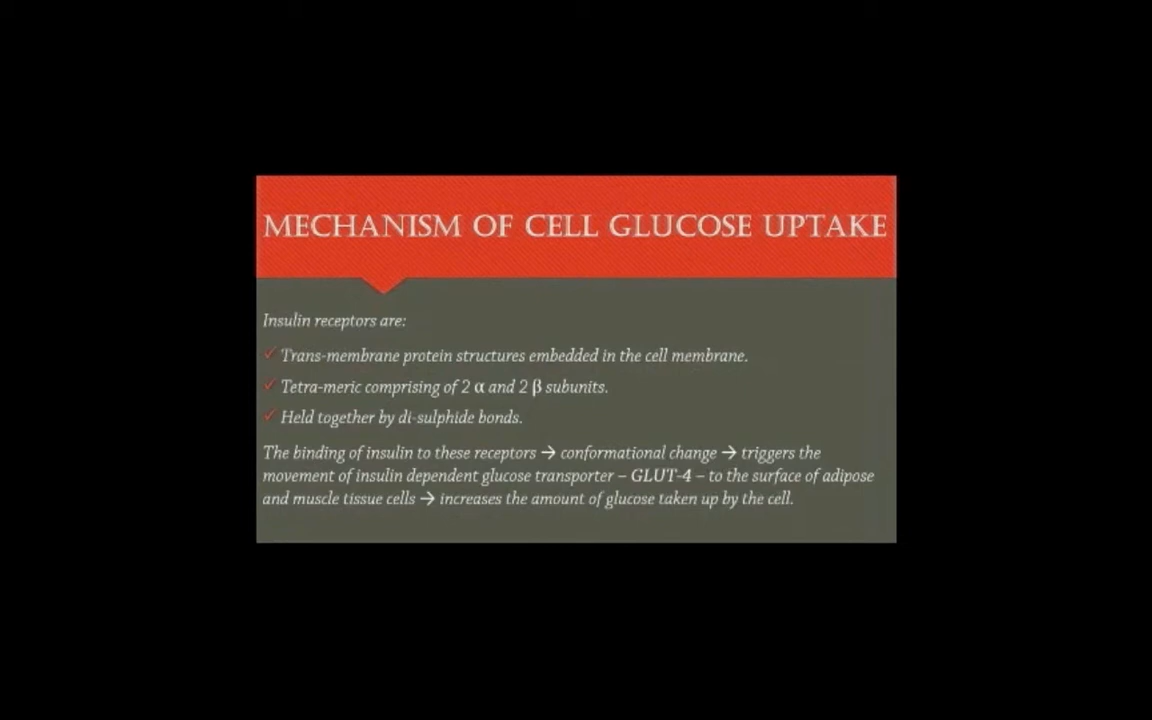 MECHANISM OF CELL GLUCOSE UPTAKE
Insulin receptors are:
✓ Trans-membrane protein structures embedded in the cell membrane.
✓ Tetra-meric comprising of 2 α and 2 β subunits.
✓ Held together by di-sulphide bonds.
The binding of insulin to these receptors → conformational change → triggers the
movement of insulin dependent glucose transporter – GLUT-4 – to the surface of adipose
and muscle tissue cells → increases the amount of glucose taken up by the cell.